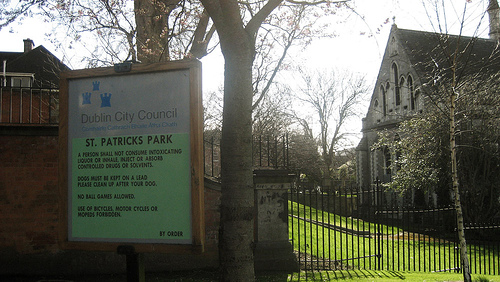 Dublin City Council
ST. PATRICKS PARK
A PERSON SHALL NOT CONSUME INTOXICATING
LIQUOR OR INHALE, INJECT OR ABSORB
CONTROLLED DRUGS OR SOLVENTS.
DOGS MUST BE KEPT ON A LEAD
PLEASE CLEAN UP AFTER YOUR DOG.
NO BALL GAMES ALLOWED.
USE OF BICYCLES, MOTOR CYCLES OR
MOPEDS FORBIDDEN.
BY ORDER